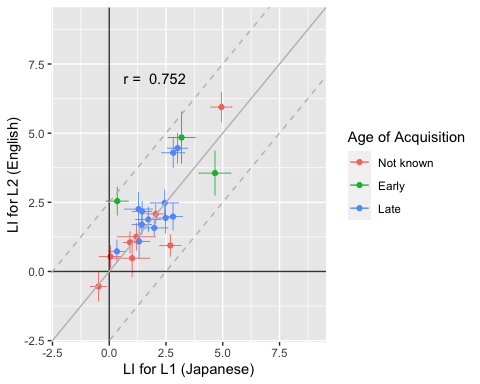 7.5
r = 0.752
5.0
2.5
0.0
-2.5
-2.5 0.0 2.5 5.0 7.5
LI for L1 (Japanese)
LI for L2 (English)
Age of Acquisition
Not known
Early
Late